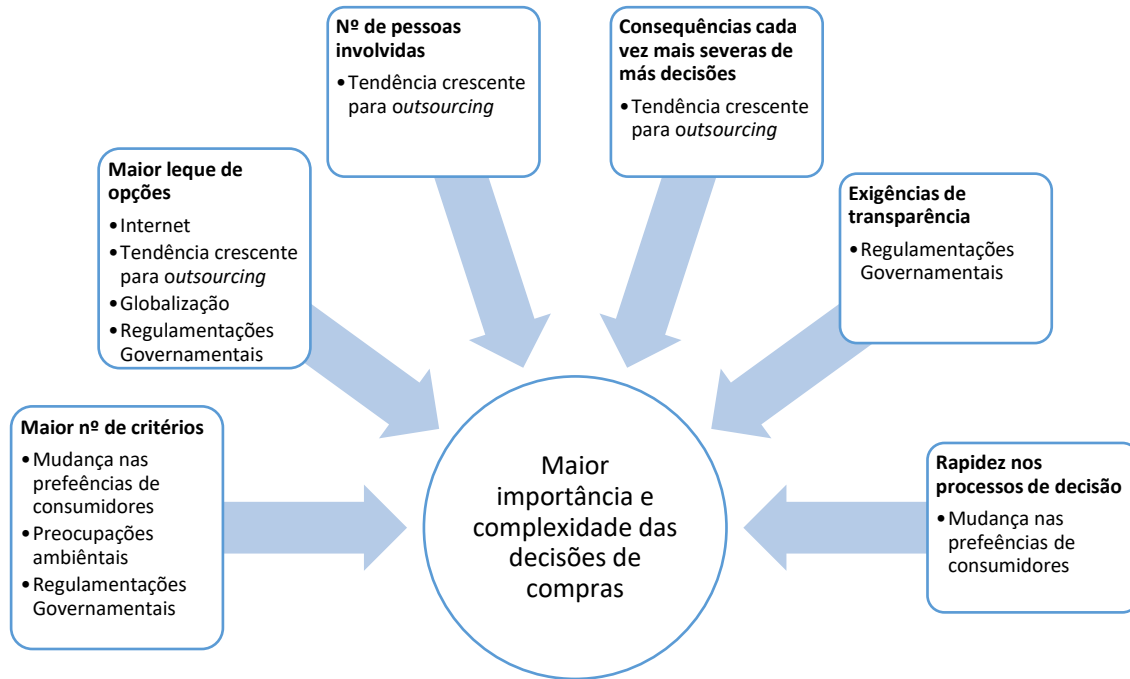 Nº de pessoas
involvidas
•Tendência crescente
para outsourcing
Consequências cada
vez mais severas de
más decisões
•Tendência crescente
para outsourcing
Maior leque de
opções
•Internet
•Tendência crescente
para outsourcing
•Globalização
•Regulamentações
Governamentais
Exigências de
transparência
•Regulamentações
Governamentais
Maior nº de critérios
•Mudança nas
prefeências de
consumidores
•Preocupações
ambiêntais
•Regulamentações
Governamentais
Maior
importância e
complexidade das
decisões de
compras
Rapidez nos
processos de decisão
•Mudança nas
prefeências de
consumidores